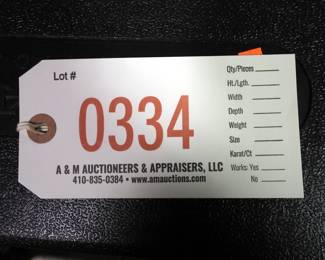 Lot #
0334
A & M AUCTIONEERS & APPRAISERS, LLC
410-835-0384 • www.amauctions.com
Qty/Pieces
Ht./Lgth.
Width
Depth
Weight
Size
Karat/Ct
Works: Yes
No